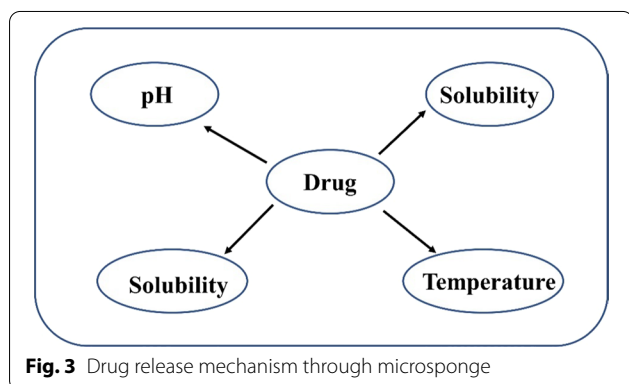 pH
Solubility
Drug
Solubility
Temperature
Fig. 3 Drug release mechanism through microsponge